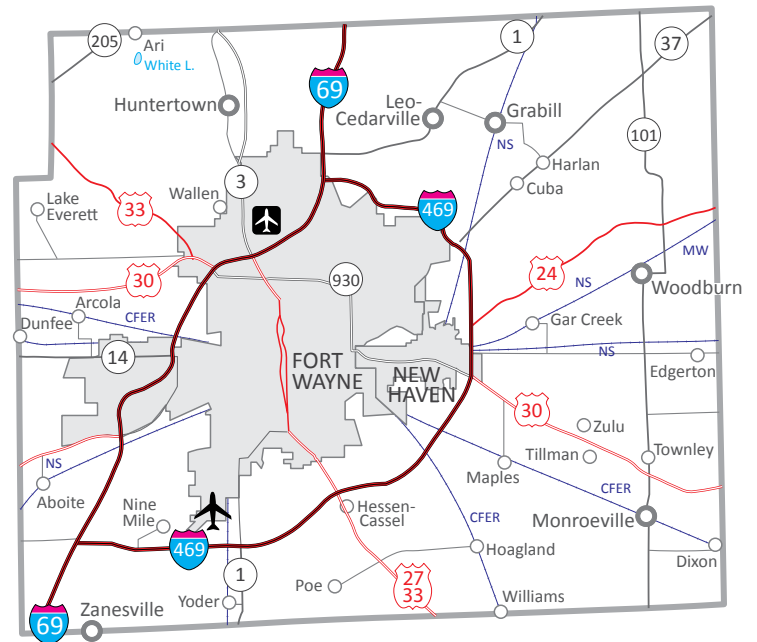 205
Ari
White L.
1
37
69
Huntertown
Leo-
Cedarville
Grabill
NS
101
Harlan
3
Wallen
Cuba
Lake
Everett
33
469
MW
30
24
930
NS
Woodburn
Arcola
CFER
Dunfee
Gar Creek
14
NS
FORT
WAYNE
NEW
HAVEN
Edgerton
30
Zulu
NS
Tillman
Townley
Maples
Aboite
CFER
Nine
Mile
Hessen-
Cassel
CFER
Monroeville
469
Hoagland
Dixon
1
Poe
27
33
Yoder
Williams
69
Zanesville